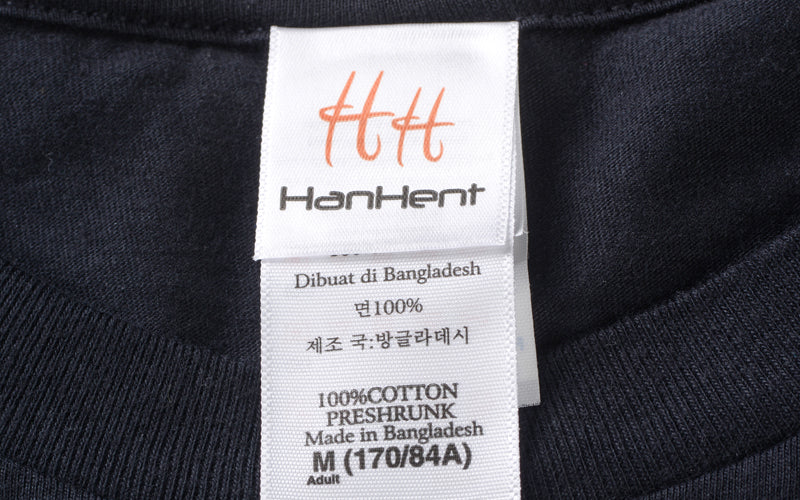 HH
HanHent
Dibuat di Bangladesh
면100%
제조 국:방글라데시
100%COTTON
PRESHRUNK
Made in Bangladesh
M (170/84A)
Adult